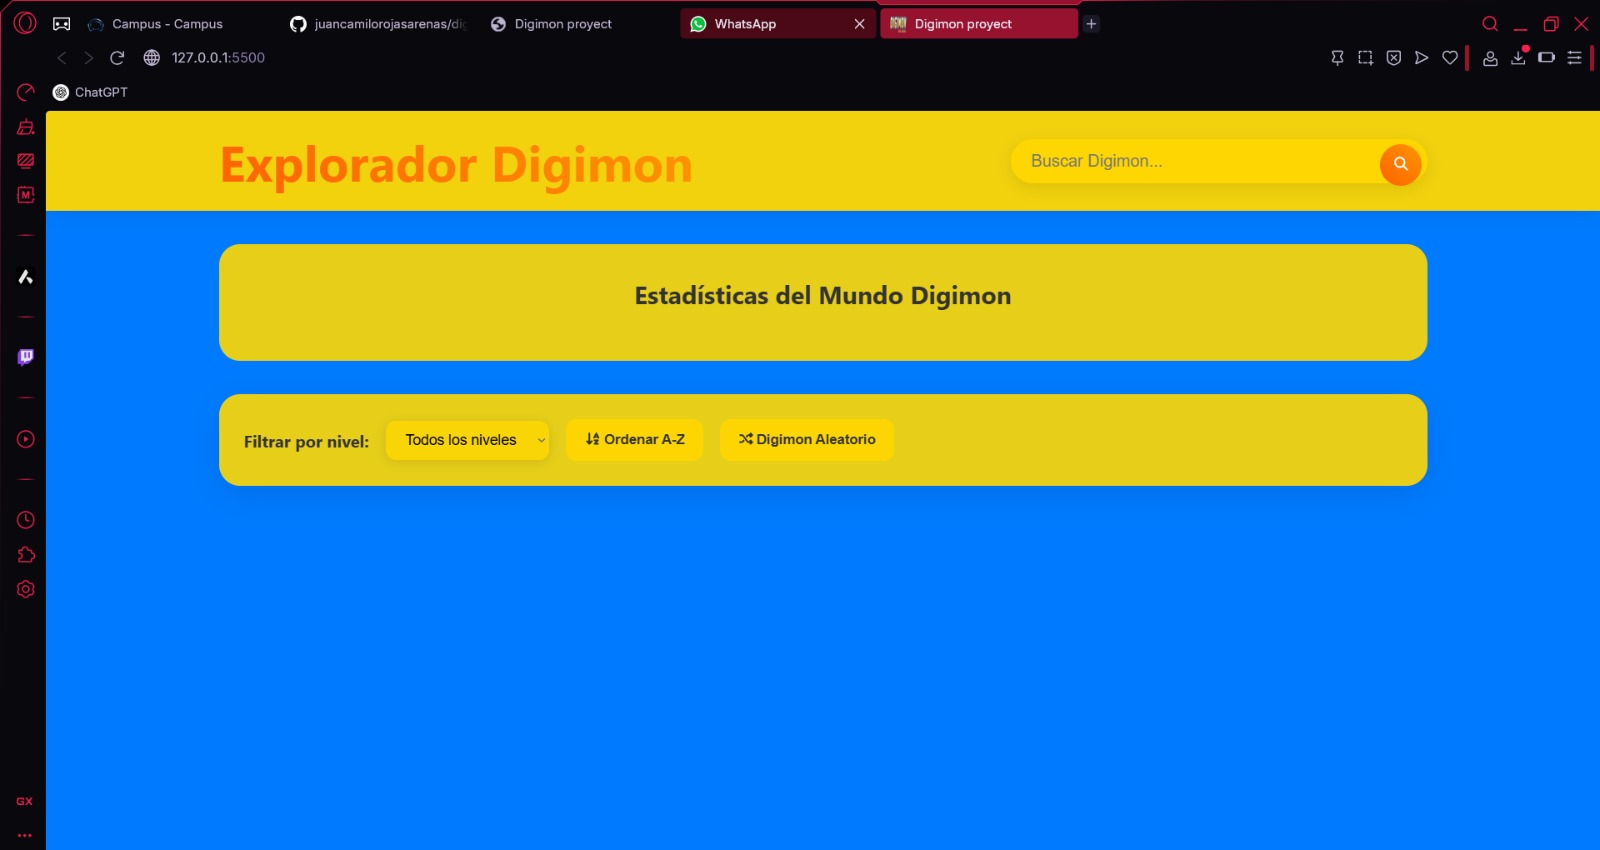 Campus - Campus
juancamilorojasarenas/dig
Digimon proyect
WhatsApp
Digimon proyect
127.0.0.1:5500
ChatGPT
Explorador Digimon
Buscar Digimon...
Estadísticas del Mundo Digimon
Filtrar por nivel:
Todos los niveles
Ordenar A-Z
Digimon Aleatorio
M
GX